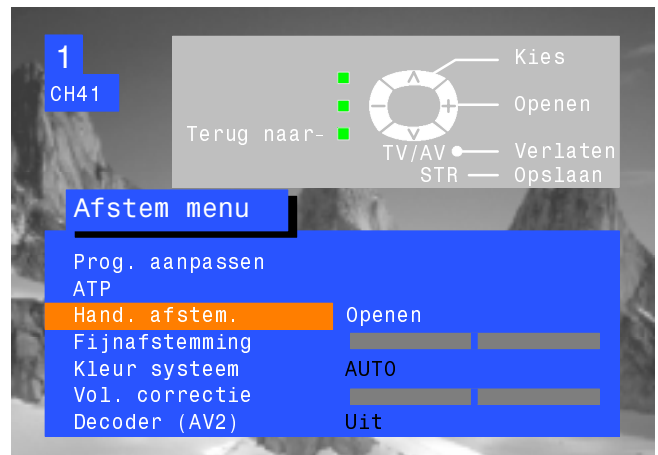 1
CH41
Kies
Openen
Terug naar-
TV/AV Verlaten
STR Opslaan
Afstem menu
Prog. aanpassen
ATP
Hand. afstem. Openen
Fijnafstemming
Kleur systeem AUTO
Vol. correctie
Decoder (AV2) Uit